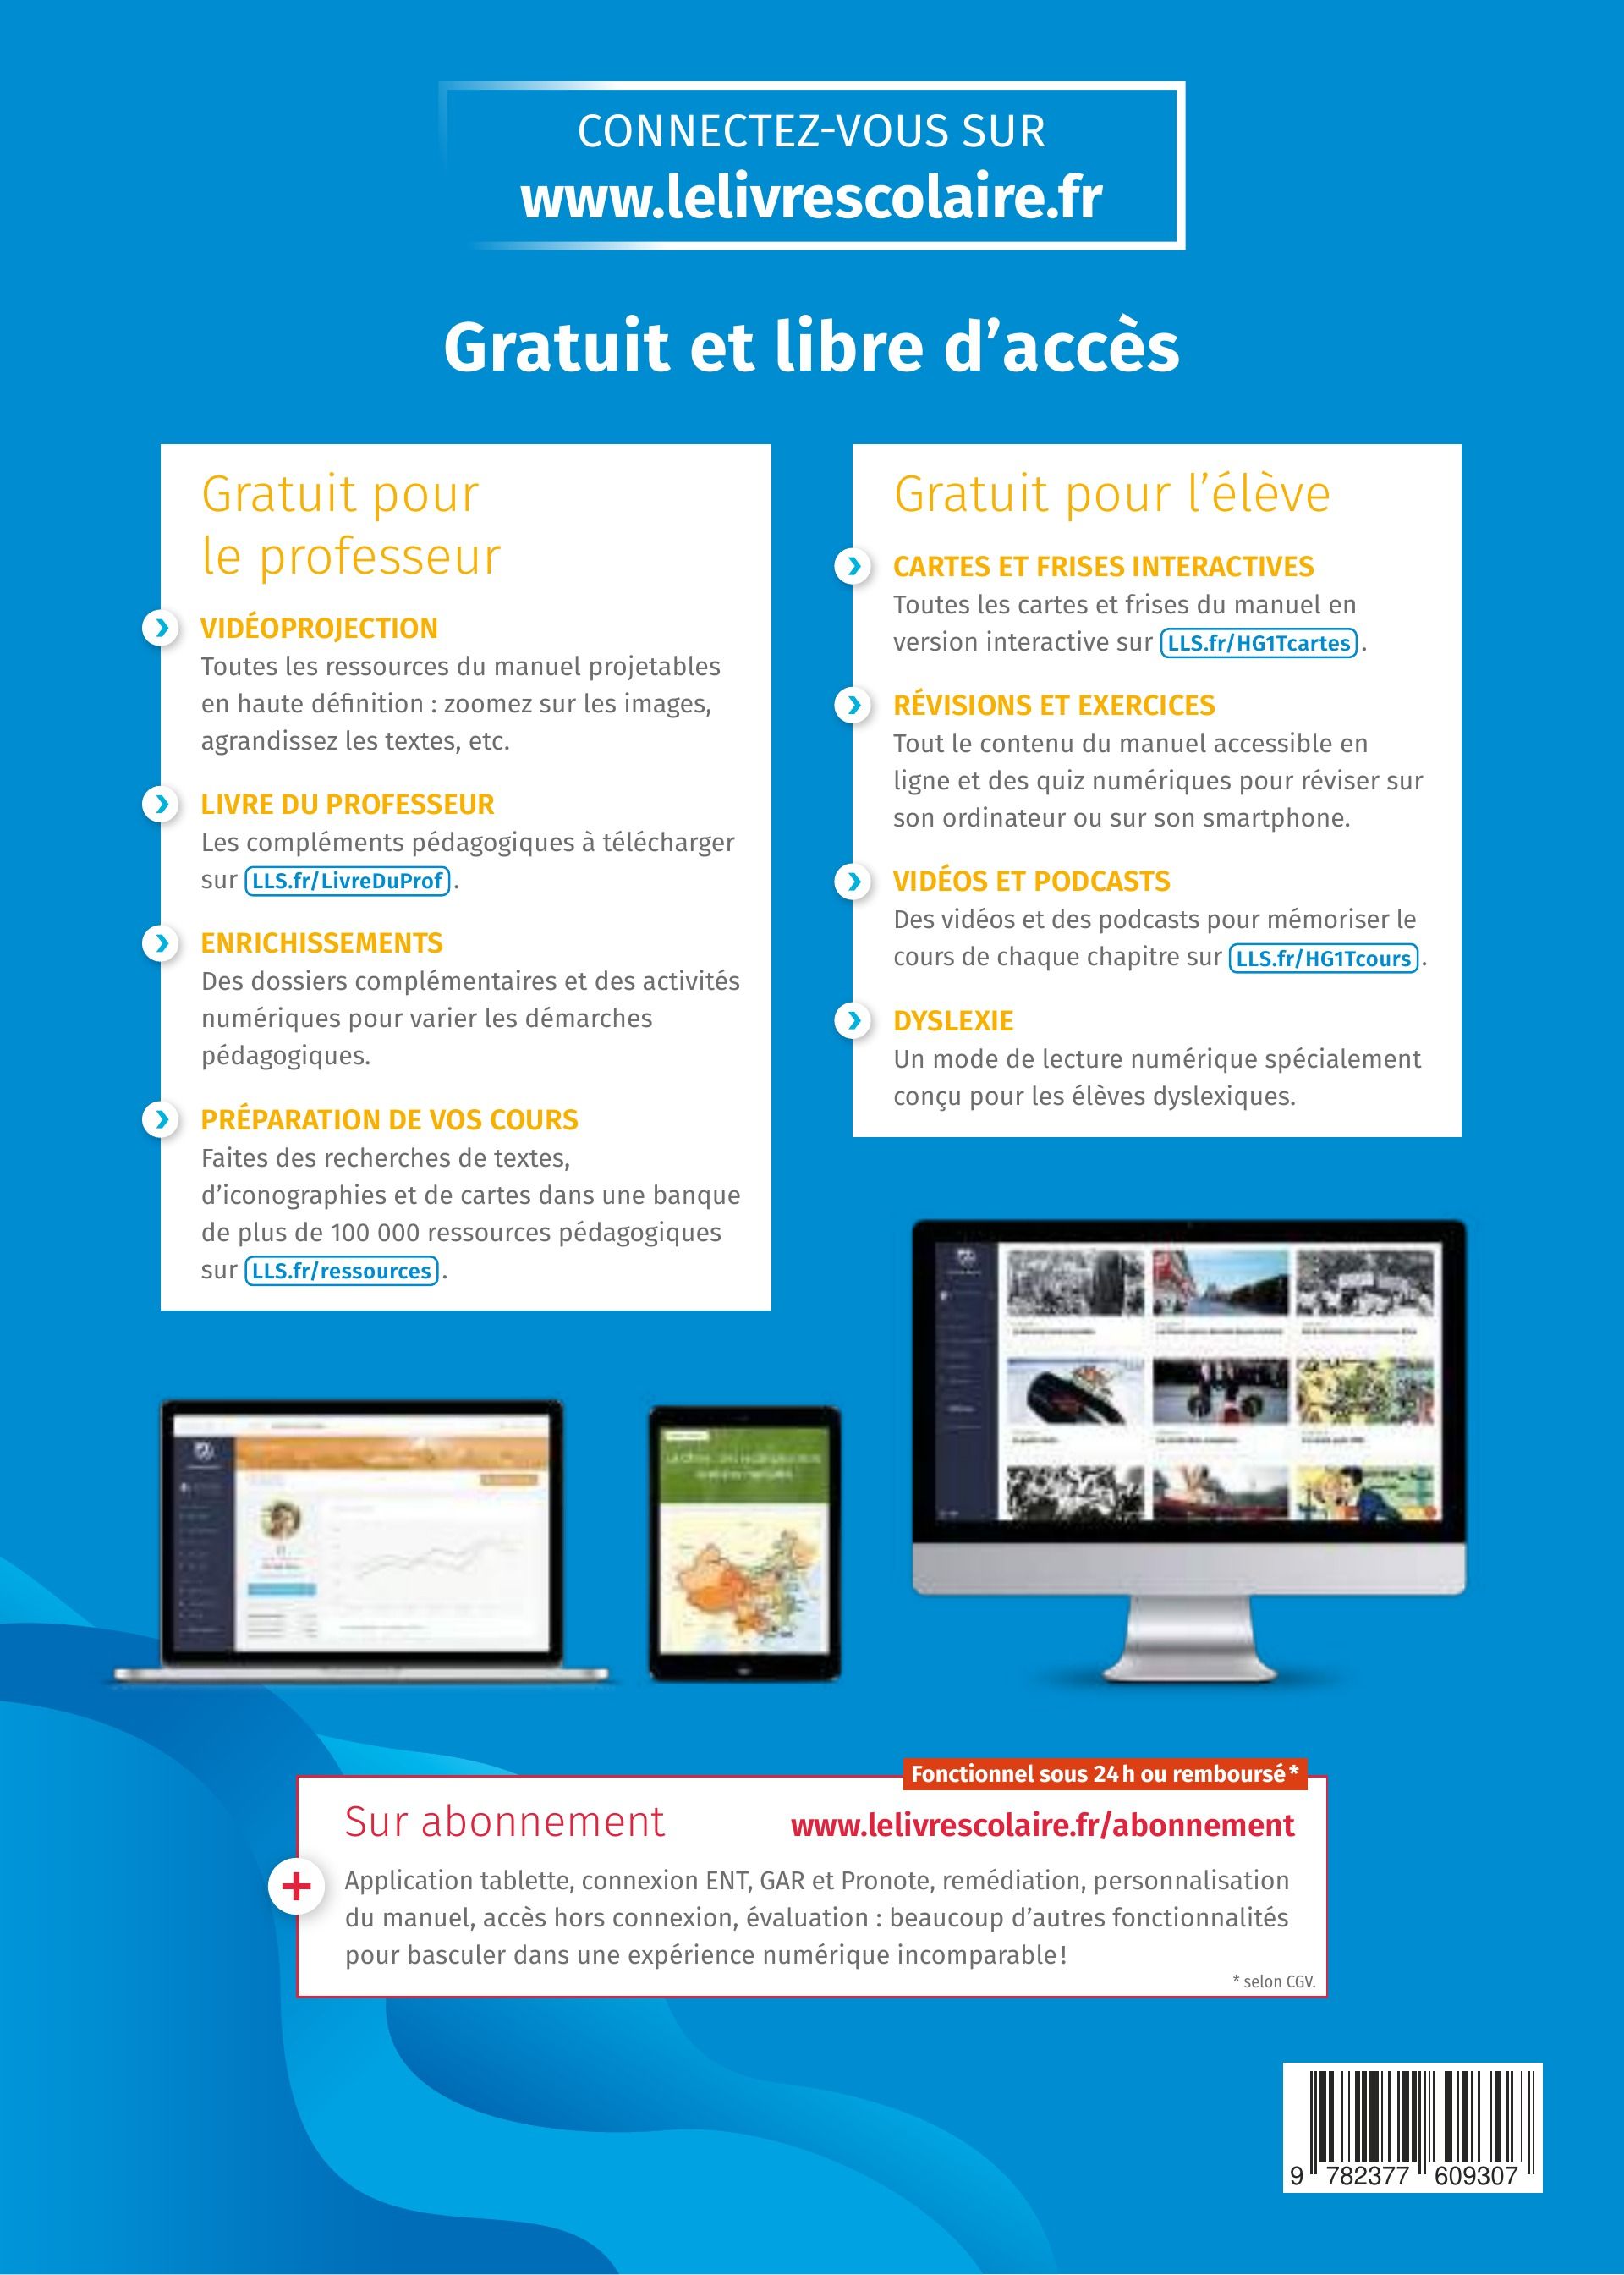 CONNECTEZ-VOUS SUR
www.lelivrescolaire.fr
Gratuit et libre d’accès
Gratuit pour
le professeur
VIDÉOPROJECTION
Toutes les ressources du manuel projetables
en haute définition : zoomez sur les images,
agrandissez les textes, etc.
LIVRE DU PROFESSEUR
Les compléments pédagogiques à télécharger
sur LLS.fr/LivreDuProf .
ENRICHISSEMENTS
Des dossiers complémentaires et des activités
numériques pour varier les démarches
pédagogiques.
PRÉPARATION DE VOS COURS
Faites des recherches de textes,
d’iconographies et de cartes dans une banque
de plus de 100 000 ressources pédagogiques
sur LLS.fr/ressources .
Gratuit pour l’élève
CARTES ET FRISES INTERACTIVES
Toutes les cartes et frises du manuel en
version interactive sur LLS.fr/HG1Tcartes .
RÉVISIONS ET EXERCICES
Tout le contenu du manuel accessible en
ligne et des quiz numériques pour réviser sur
son ordinateur ou sur son smartphone.
VIDÉOS ET PODCASTS
Des vidéos et des podcasts pour mémoriser le
cours de chaque chapitre sur LLS.fr/HG1Tcours .
DYSLEXIE
Un mode de lecture numérique spécialement
conçu pour les élèves dyslexiques.
Fonctionnel sous 24 h ou remboursé *
Sur abonnement www.lelivrescolaire.fr/abonnement
Application tablette, connexion ENT, GAR et Pronote, remédiation, personnalisation
du manuel, accès hors connexion, évaluation : beaucoup d’autres fonctionnalités
pour basculer dans une expérience numérique incomparable !
* selon CGV.
9 782377 609307